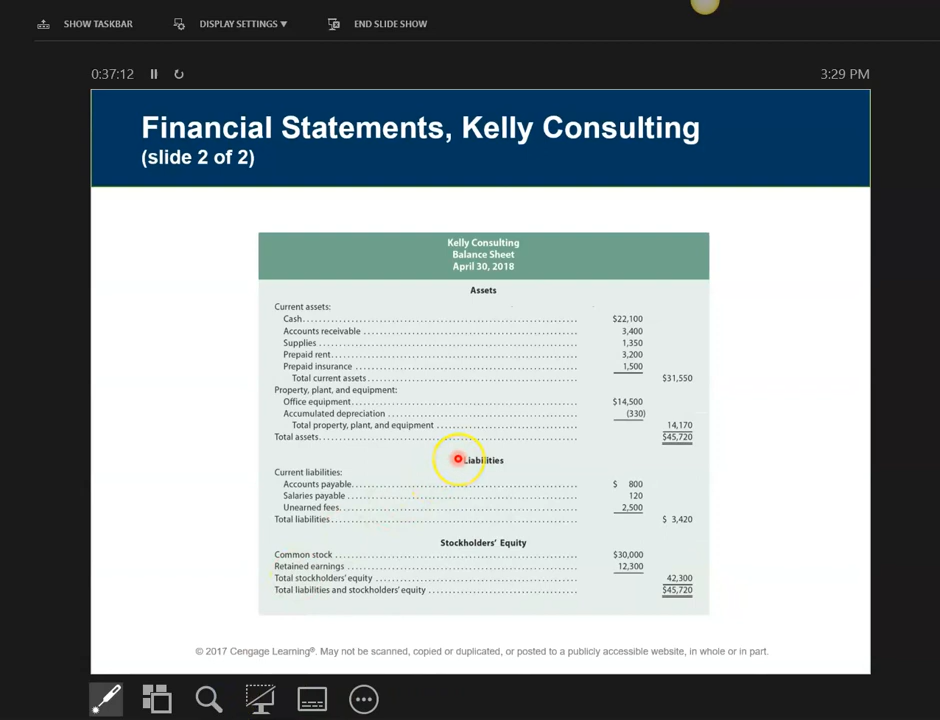 SHOW TASKBAR DISPLAY SETTINGS ▼ END SLIDE SHOW
0:37:12 3:29 PM
Financial Statements, Kelly Consulting
(slide 2 of 2)
Kelly Consulting
Balance Sheet
April 30, 2018
Assets
Current assets:
Cash $22,100
Accounts receivable 3,400
Supplies 1,350
Prepaid rent 3,200
Prepaid insurance 1,500
Total current assets $31,550
Property, plant, and equipment:
Office equipment $14,500
Accumulated depreciation (330)
Total property, plant, and equipment 14,170
Total assets $45,720
Liabilities
Current liabilities:
Accounts payable $ 800
Salaries payable 120
Unearned fees 2,500
Total liabilities $ 3,420
Stockholders' Equity
Common stock $30,000
Retained earnings 12,300
Total stockholders' equity 42,300
Total liabilities and stockholders' equity $45,720
© 2017 Cengage Learning®. May not be scanned, copied or duplicated, or posted to a publicly accessible website, in whole or in part.